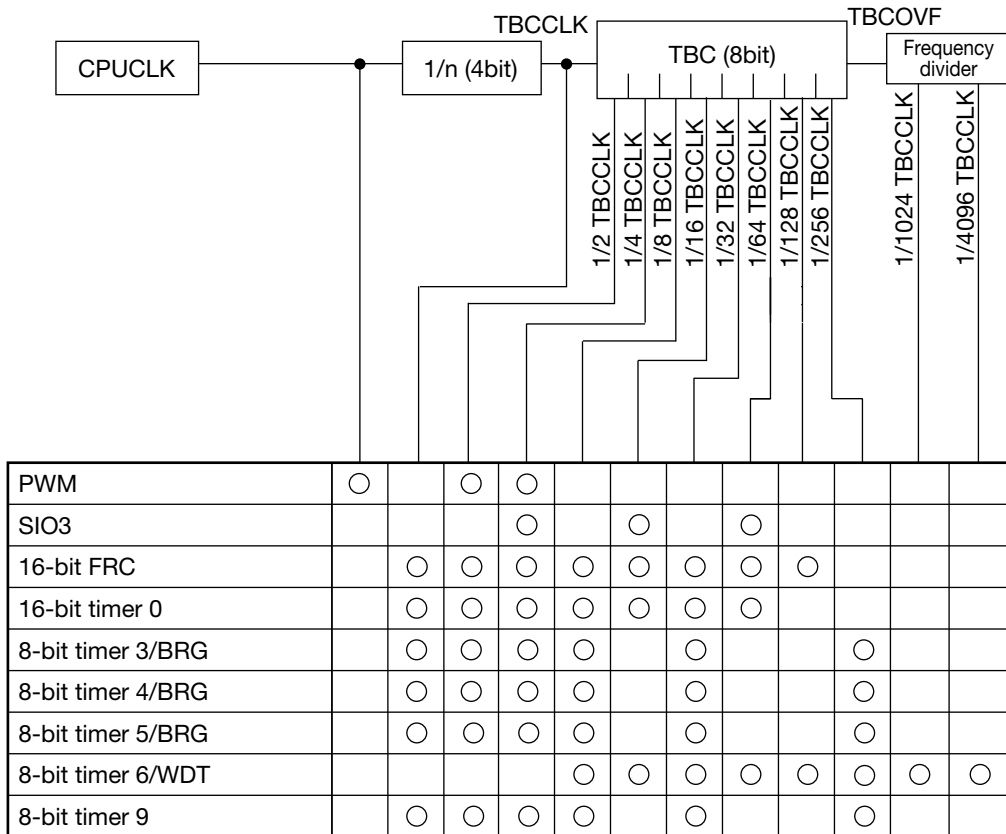 TBCCLK
TBCOVF
CPUCLK
1/n (4bit)
TBC (8bit)
Frequency
divider
1/2 TBCCLK
1/4 TBCCLK
1/8 TBCCLK
1/16 TBCCLK
1/32 TBCCLK
1/64 TBCCLK
1/128 TBCCLK
1/256 TBCCLK
1/1024 TBCCLK
1/4096 TBCCLK
PWM
SIO3
16-bit FRC
16-bit timer 0
8-bit timer 3/BRG
8-bit timer 4/BRG
8-bit timer 5/BRG
8-bit timer 6/WDT
8-bit timer 9